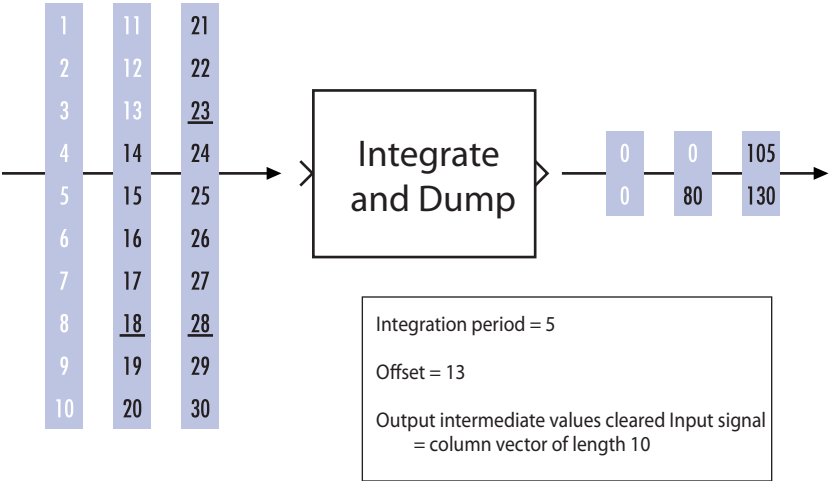 1 11 21
2 12 22
3 13 23
4 14 24
5 15 25
6 16 26
7 17 27
8 18 28
9 19 29
10 20 30
Integrate
and Dump
0 0 105
0 80 130
Integration period = 5
Offset = 13
Output intermediate values cleared Input signal
= column vector of length 10